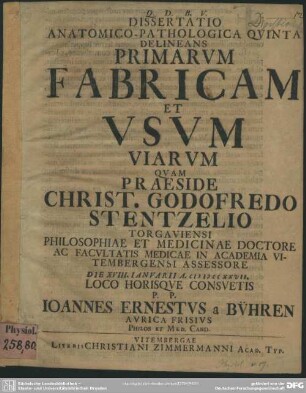 Q. D. B. V.
DISSERTATIO
ANATOMICO-PATHOLOGICA QVINTA
DELINEANS
PRIMARVM
FABRICAM
ET
VSVM
VIARVM
QVAM
PRAESIDE
CHRIST. GODOFREDO
STENTZELIO
TORGAVIENSI
PHILOSOPHIAE ET MEDICINAE DOCTORE
AC FACVLTATIS MEDICAE IN ACADEMIA VI-
TEMBERGENSI ASSESSORE
DIE XVIII. IANVARII A.
LOCO HORISQVE CONSVETIS
P. P.
IOANNES ERNESTVS a BÜHREN
AVRICA FRISIVS
PHILOS ET MED. CAND.
VITEMBERGAE
LITERIS CHRISTIANI ZIMMERMANNI ACAD. TYP.
Physiol.
258,60